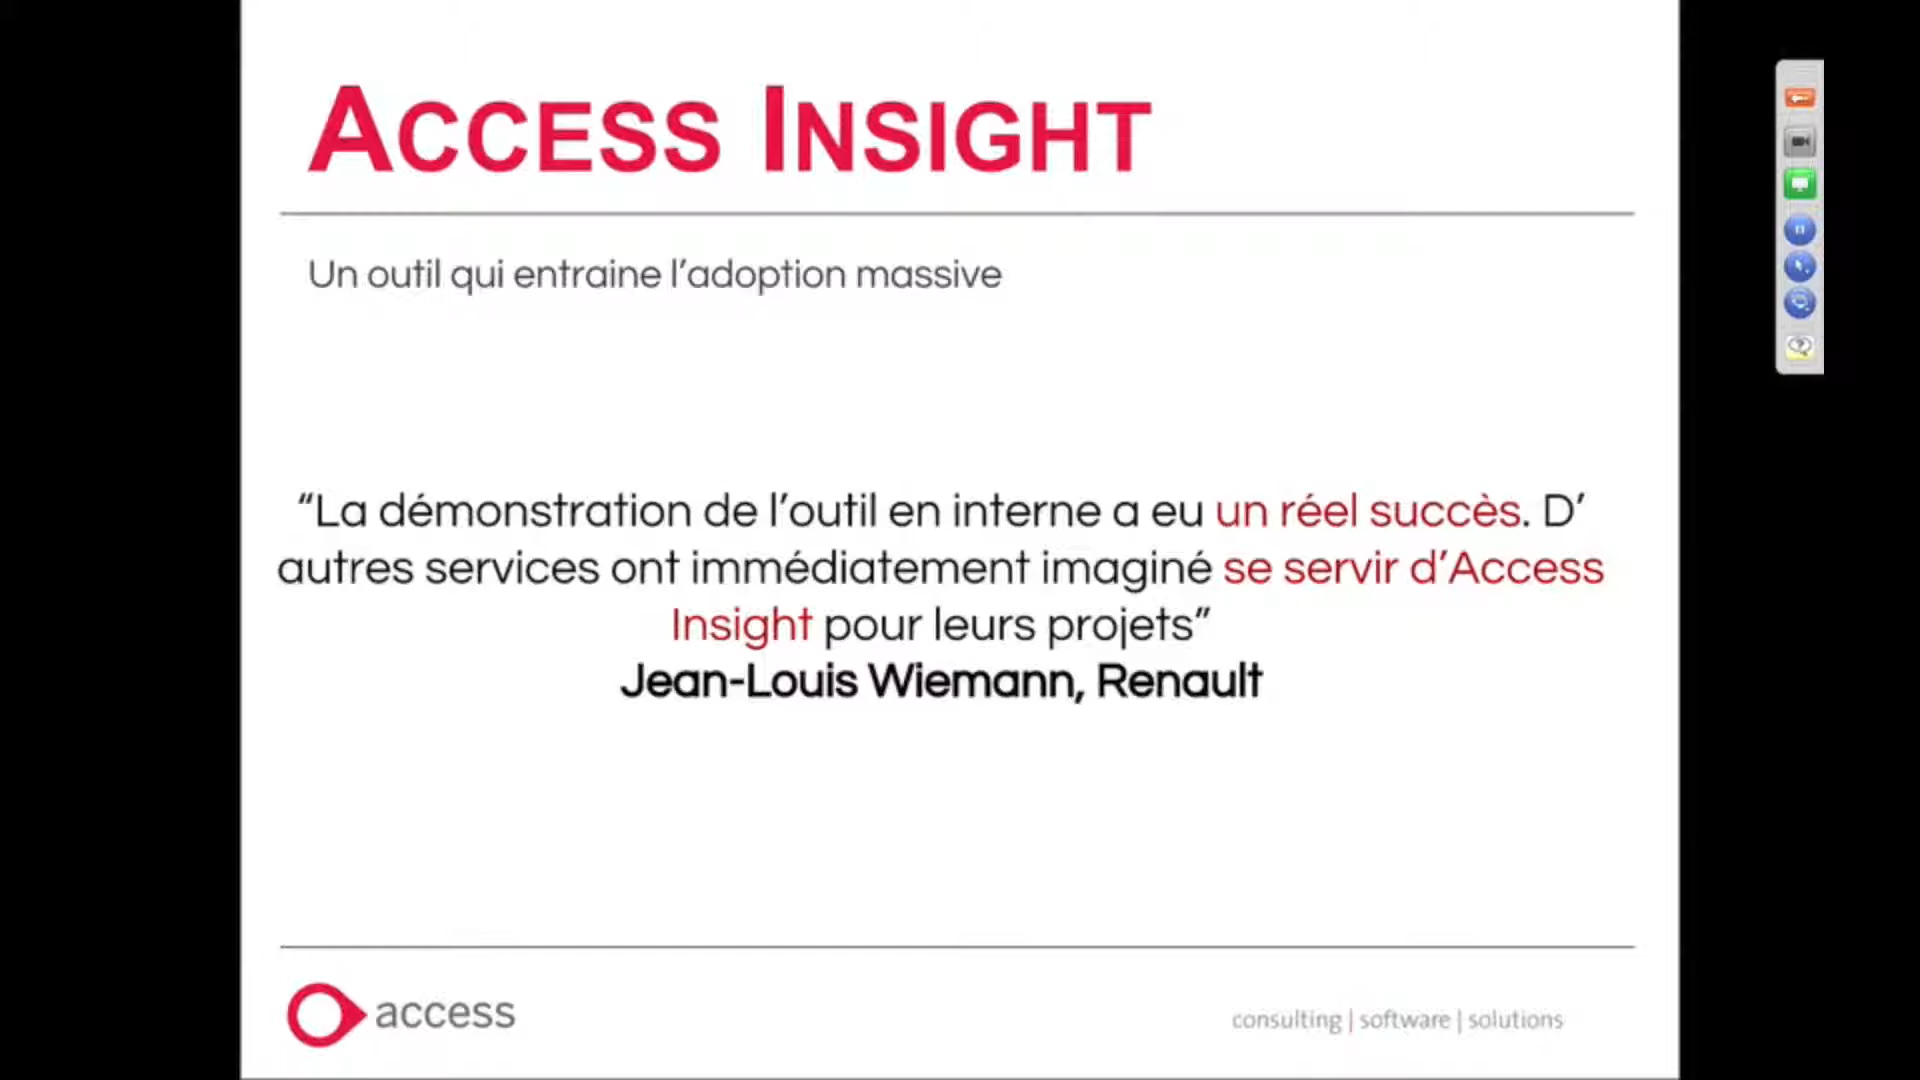 ACCESS INSIGHT
Un outil qui entraine l’adoption massive
“La démonstration de l’outil en interne a eu un réel succès. D’
autres services ont immédiatement imaginé se servir d’Access
Insight pour leurs projets”
Jean-Louis Wiemann, Renault
access
consulting | software | solutions